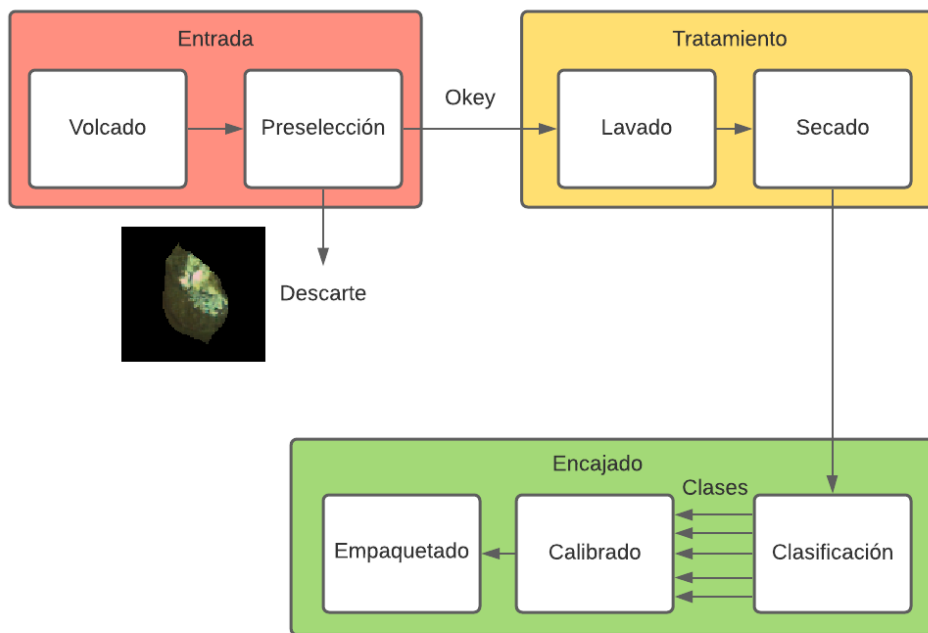 Entrada
Volcado
Preselección
Okey
Tratamiento
Lavado
Secado
Descarte
Encajado
Clases
Empaquetado
Calibrado
Clasificación